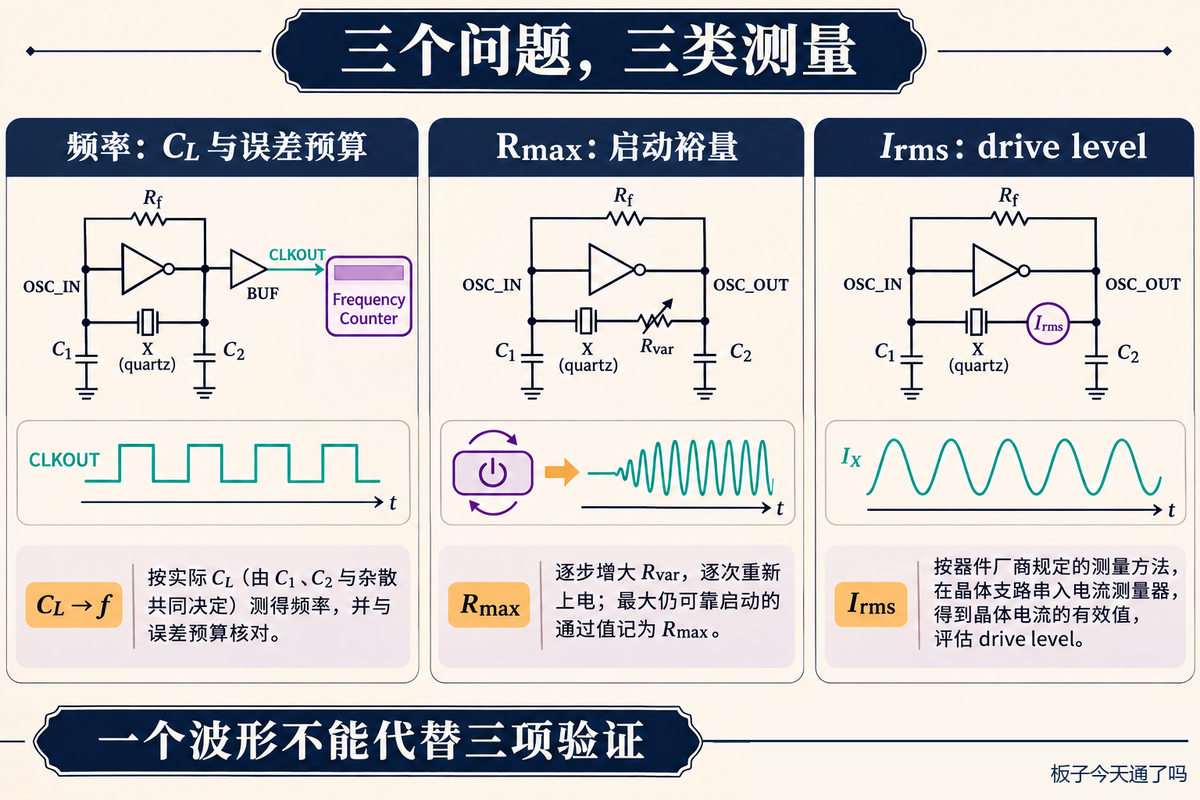 三个问题，三类测量
频率：C_L 与误差预算
R_f
CLKOUT
OSC_IN
BUF
Frequency
Counter
C₁
X
(quartz)
C₂
CLKOUT
t
C_L → f
按实际 C_L（由 C₁、C₂ 与杂散
共同决定）测得频率，并与
误差预算核对。
Rmax：启动裕量
R_f
OSC_IN
OSC_OUT
C₁
X
(quartz)
R_var
C₂
t
Rmax
逐步增大 Rvar，逐次重新
上电；最大仍可靠启动的
通过值记为 Rmax。
Irms：drive level
R_f
OSC_IN
OSC_OUT
Irms
C₁
X
(quartz)
C₂
I_X
t
Irms
按器件厂商规定的测量方法，
在晶体支路串入电流测量器，
得到晶体电流的有效值，
评估 drive level。
一个波形不能代替三项验证
板子今天通了吗